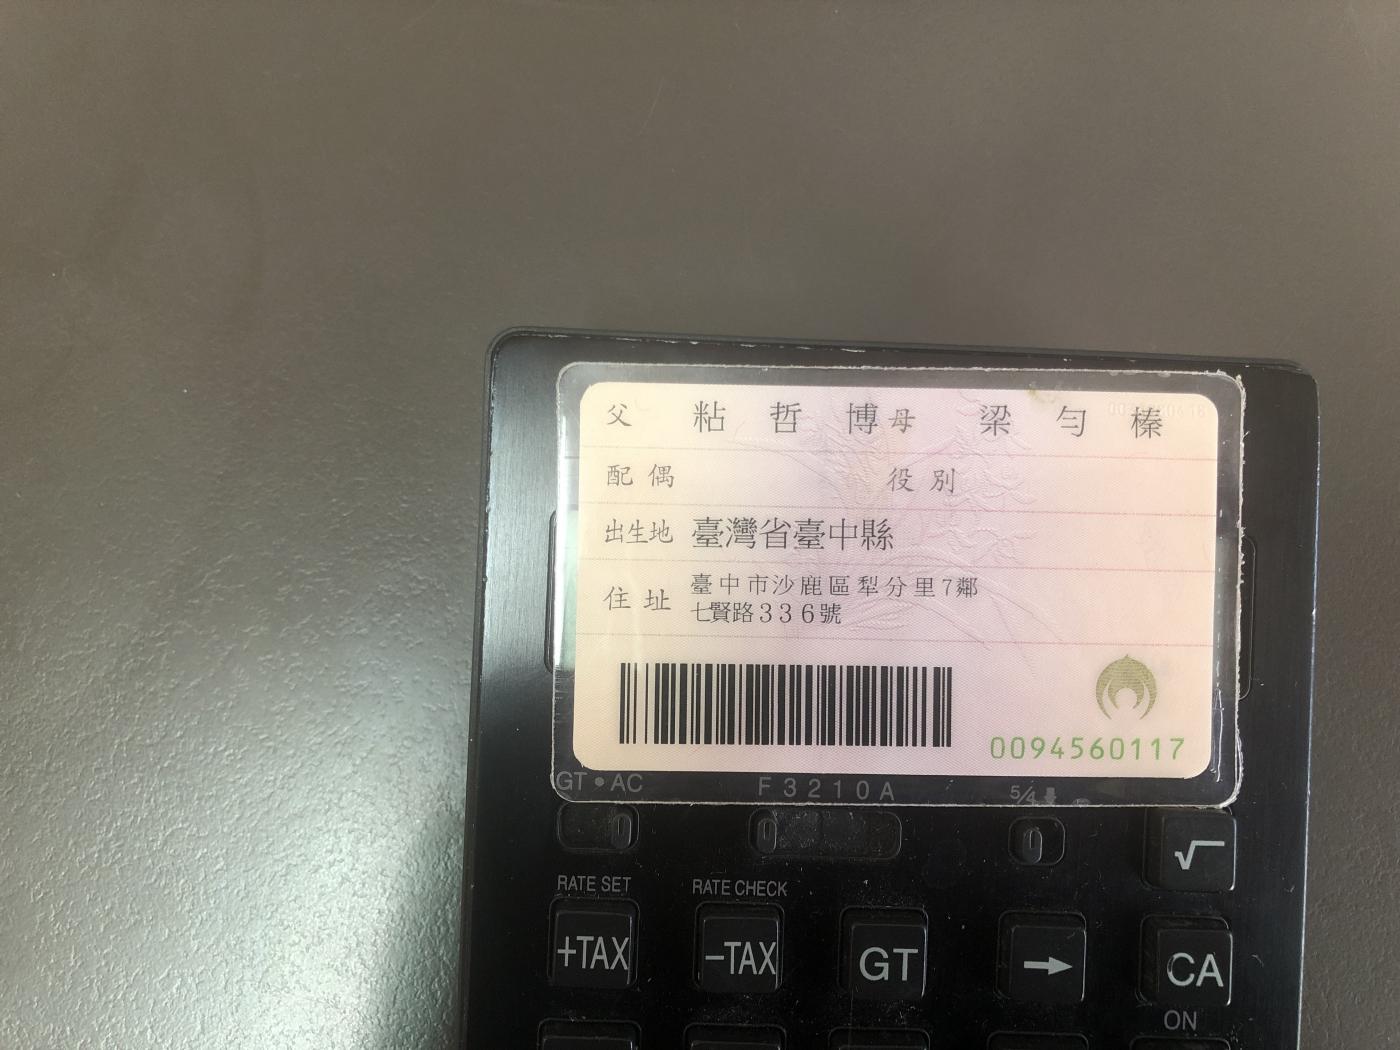 父 粘哲博 母 梁勻榛
配偶 役別
出生地 臺灣省臺中縣
住址 臺中市沙鹿區犁分里7鄰
七賢路336號
0094560117
GT•AC F3210A 5/4
√
RATE SET RATE CHECK
+TAX -TAX GT → CA
ON